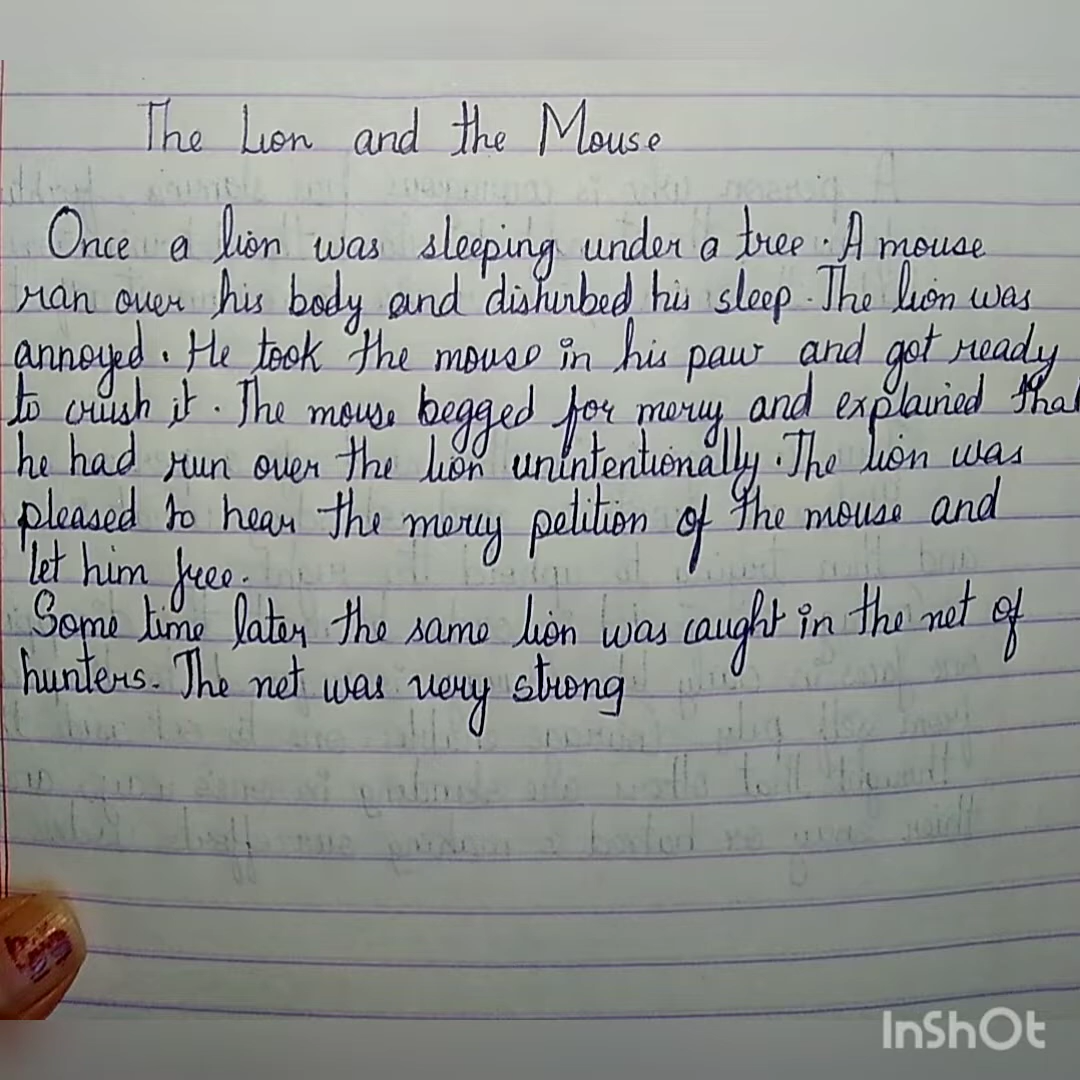 The Lion and the Mouse
Once a lion was sleeping under a tree. A mouse
ran over his body and disturbed his sleep. The lion was
annoyed. He took the mouse in his paw and got ready
to crush it. The mouse begged for mercy and explained that
he had run over the lion unintentionally. The lion was
pleased to hear the mercy petition of the mouse and
let him free.
Some time later the same lion was caught in the net of
hunters. The net was very strong
InShOt